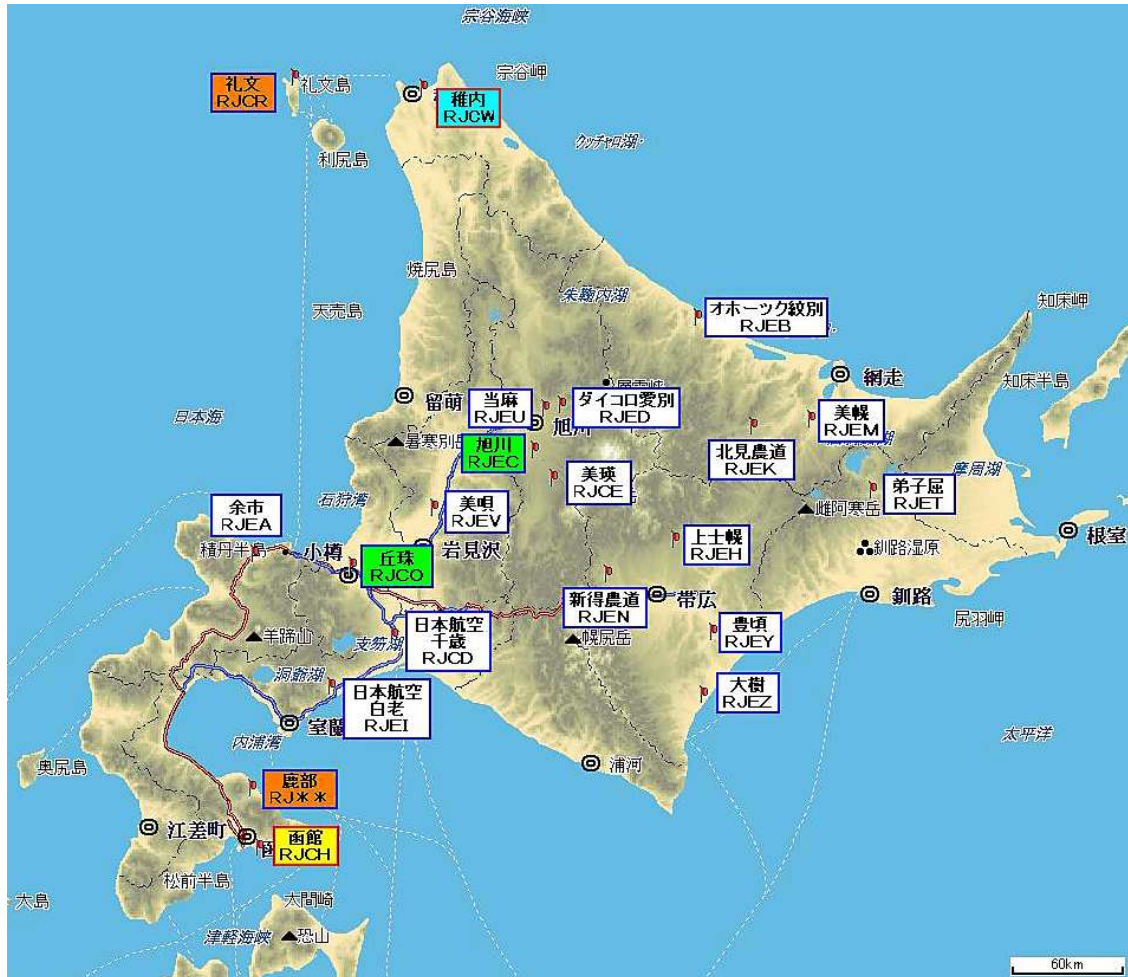 宗谷海峡
礼文
RJCR
礼文島
宗谷岬
稚内
RJCW
利尻島
クッチャロ湖
焼尻島
天売島
朱鞠内湖
オホーツク紋別
RJEB
知床岬
知床半島
網走
留萌
日本海
当麻
RJEU
ダイコロ愛別
RJED
旭川
旭川
RJEC
暑寒別岳
美幌
RJEM
北見農道
RJEK
美瑛
RJCE
摩周湖
弟子屈
RJET
雌阿寒岳
石狩湾
美唄
RJEV
余市
RJEA
積丹半島
小樽
岩見沢
丘珠
RJCO
上士幌
RJEH
釧路湿原
根室
新得農道
RJEN
帯広
釧路
尻羽岬
豊頃
RJEY
日本航空
千歳
RJCD
羊蹄山
支笏湖
幌尻岳
洞爺湖
日本航空
白老
RJEI
大樹
RJEZ
室蘭
内浦湾
太平洋
奥尻島
浦河
鹿部
RJ＊＊
江差町
函館
RJCH
松前半島
大島
大間崎
津軽海峡
恐山
60km